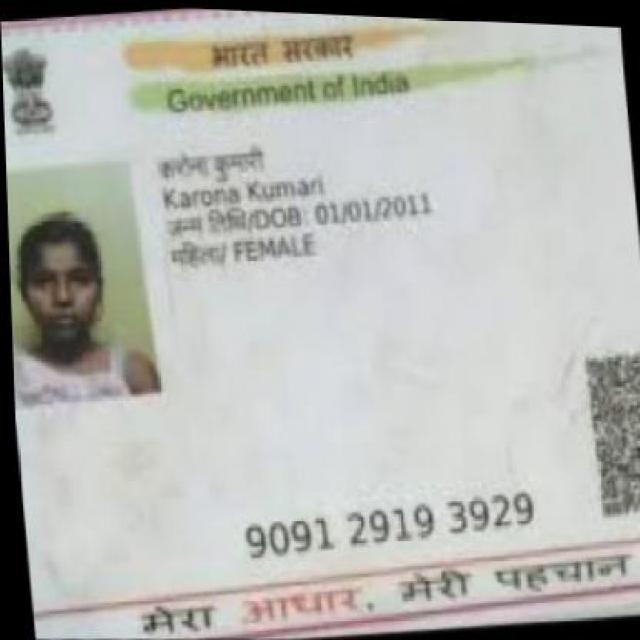 भारत सरकार
Government of India
करोना कुमारी
Karona Kumari
जन्म तिथि/DOB: 01/01/2011
महिला/ FEMALE
9091 2919 3929
मेरा आधार, मेरी पहचान